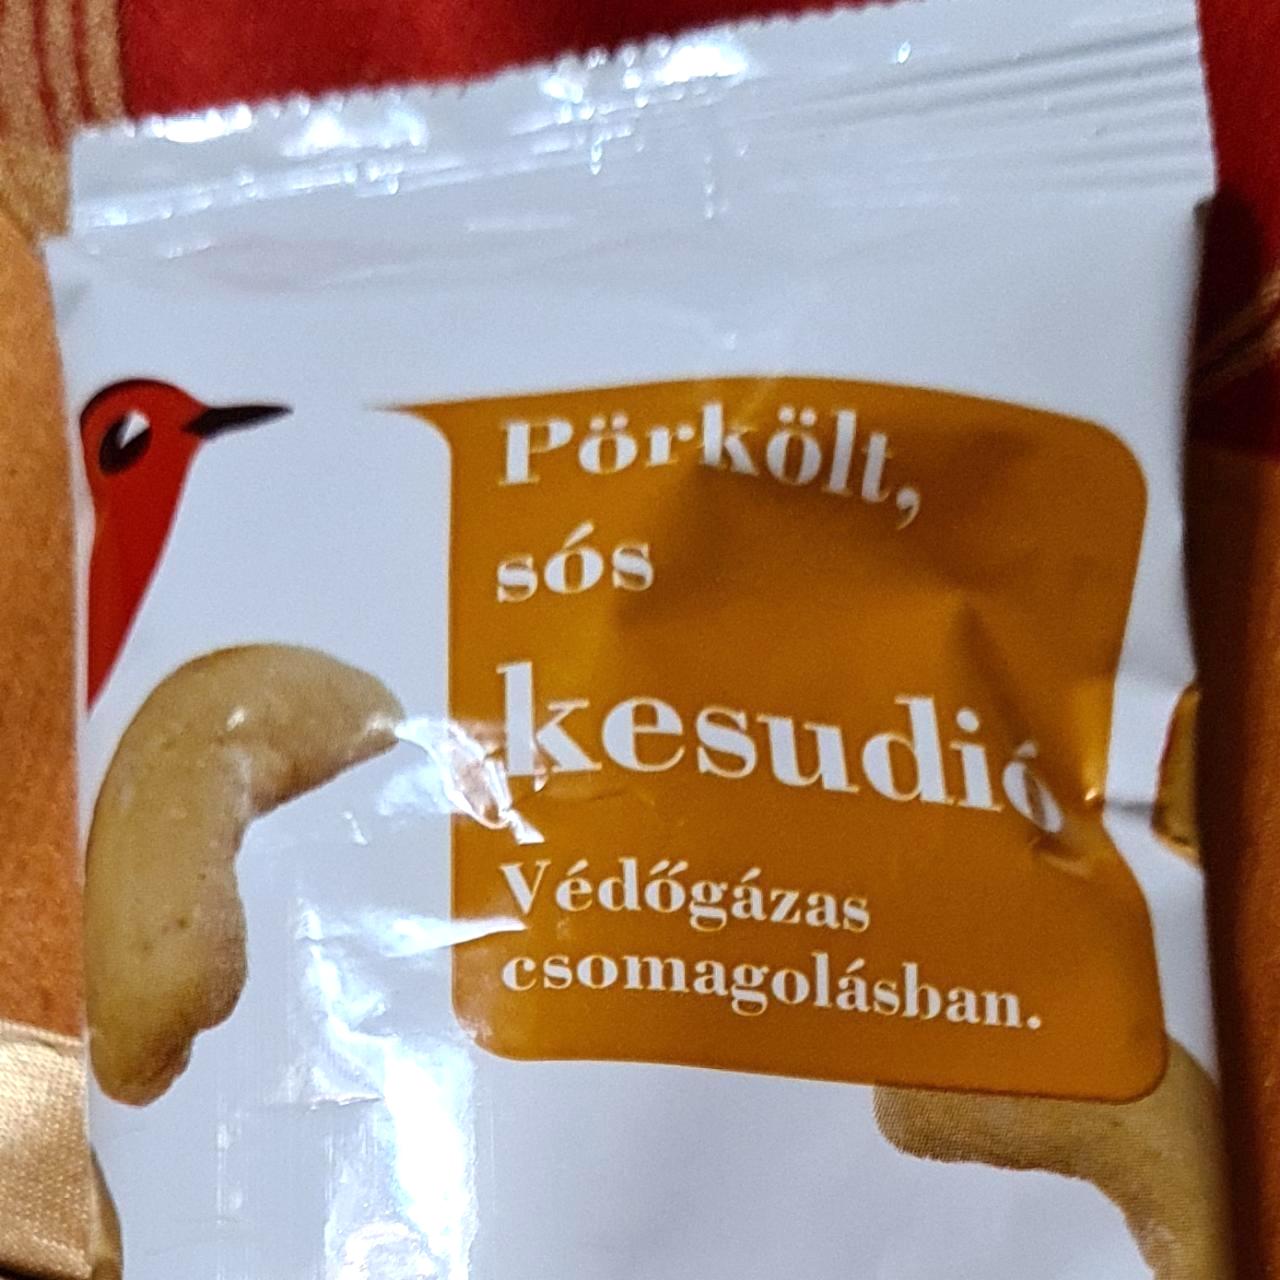 Pörkölt,
sós
kesudió
Védőgázas
csomagolásban.